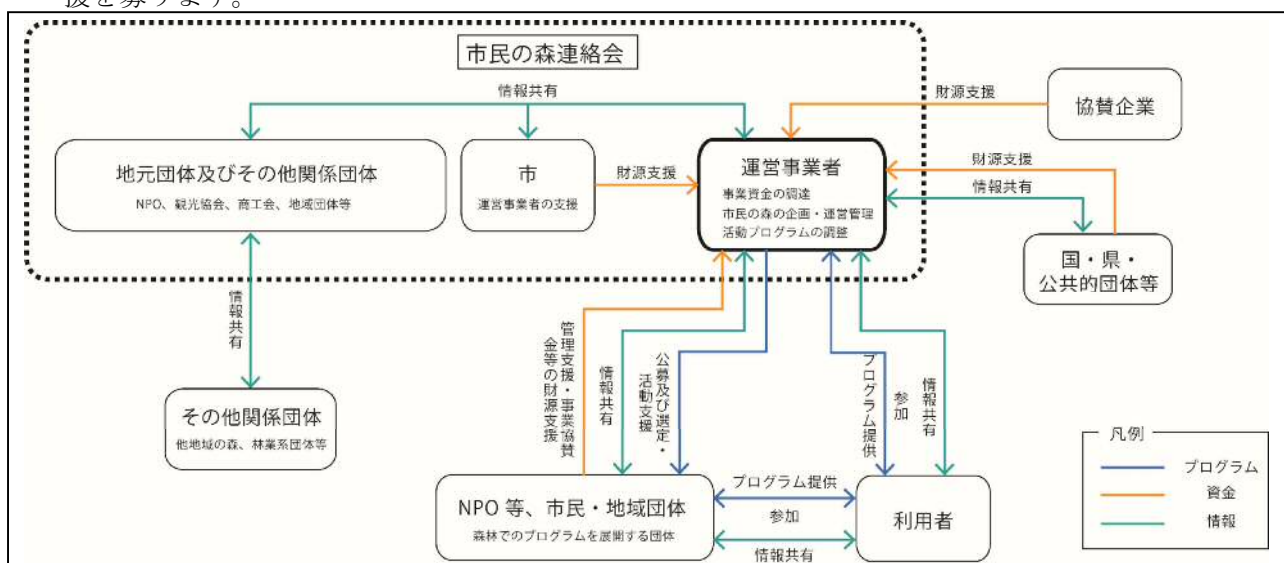 援を募ります。
市民の森連絡会
情報共有
財源支援
協賛企業
地元団体及びその他関係団体
NPO、観光協会、商工会、地域団体等
市
運営事業者の支援
財源支援
運営事業者
事業資金の調達
市民の森の企画・運営管理
活動プログラムの調整
財源支援
情報共有
国・県・
公共的団体等
情報共有
その他関係団体
他地域の森、林業系団体等
管理支援・事業協賛
金等の財源支援
情報共有
公募及び選定・
活動支援
プログラム提供
参加
情報共有
NPO 等、市民・地域団体
森林でのプログラムを展開する団体
プログラム提供
参加
情報共有
利用者
凡例
プログラム
資金
情報